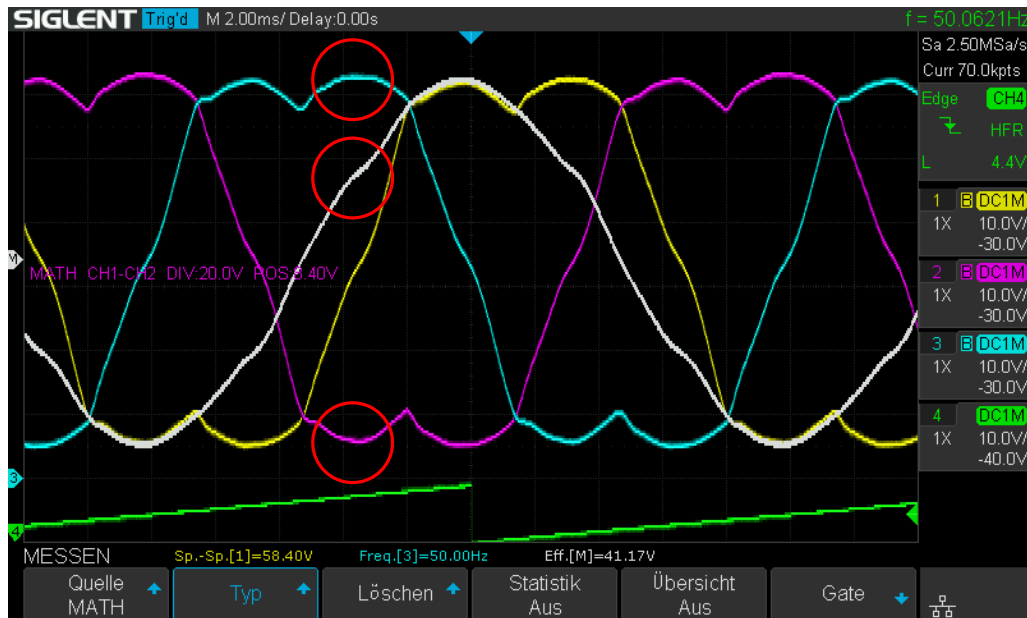 SIGLENT Trig'd M 2.00ms/ Delay:0.00s f = 50.0621Hz
Sa 2.50MSa/s
Curr 70.0kpts
Edge CH4
HFR
L 4.4V
1 B DC1M
1X 10.0V/
-30.0V
2 B DC1M
1X 10.0V/
-30.0V
3 B DC1M
1X 10.0V/
-30.0V
4 DC1M
1X 10.0V/
-40.0V
M
MATH CH1-CH2 DIV:20.0V POS:8.40V
3
4
MESSEN Sp.-Sp.[1]=58.40V Freq.[3]=50.00Hz Eff.[M]=41.17V
Quelle
MATH
Typ
Löschen
Statistik
Aus
Übersicht
Aus
Gate